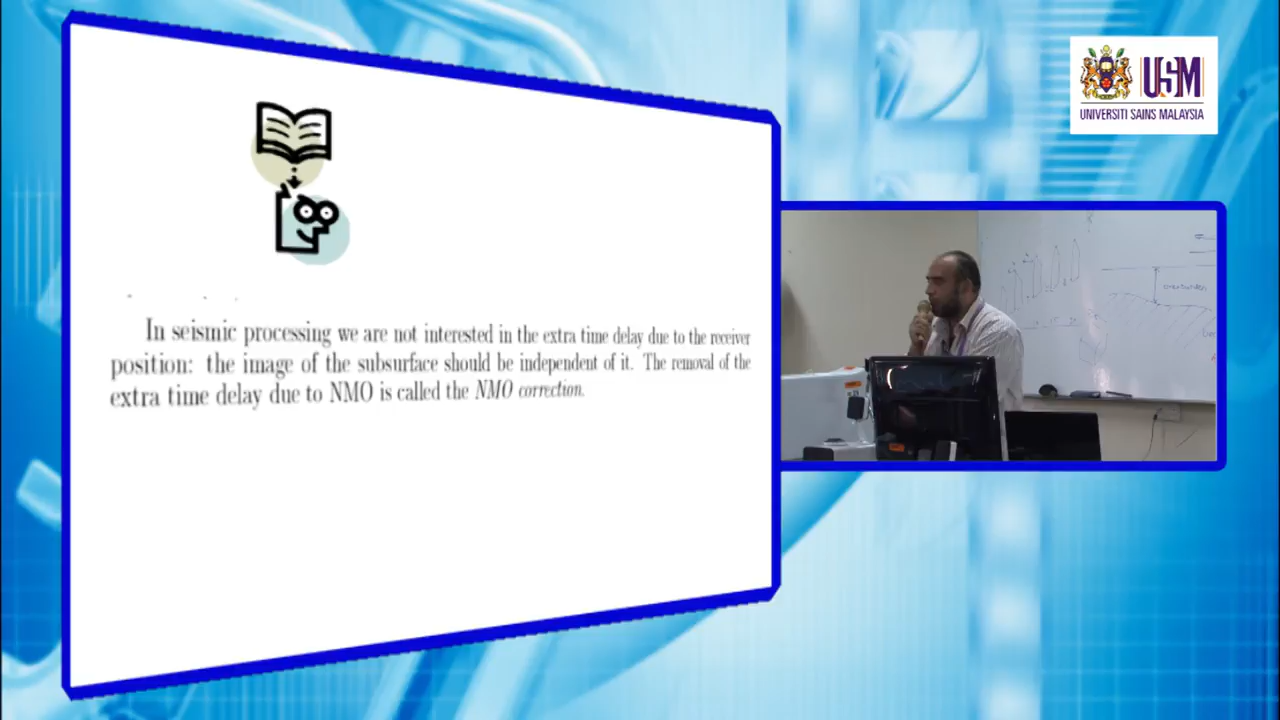 In seismic processing we are not interested in the extra time delay due to the receiver
position: the image of the subsurface should be independent of it. The removal of the
extra time delay due to NMO is called the NMO correction.
USM
UNIVERSITI SAINS MALAYSIA
overburden